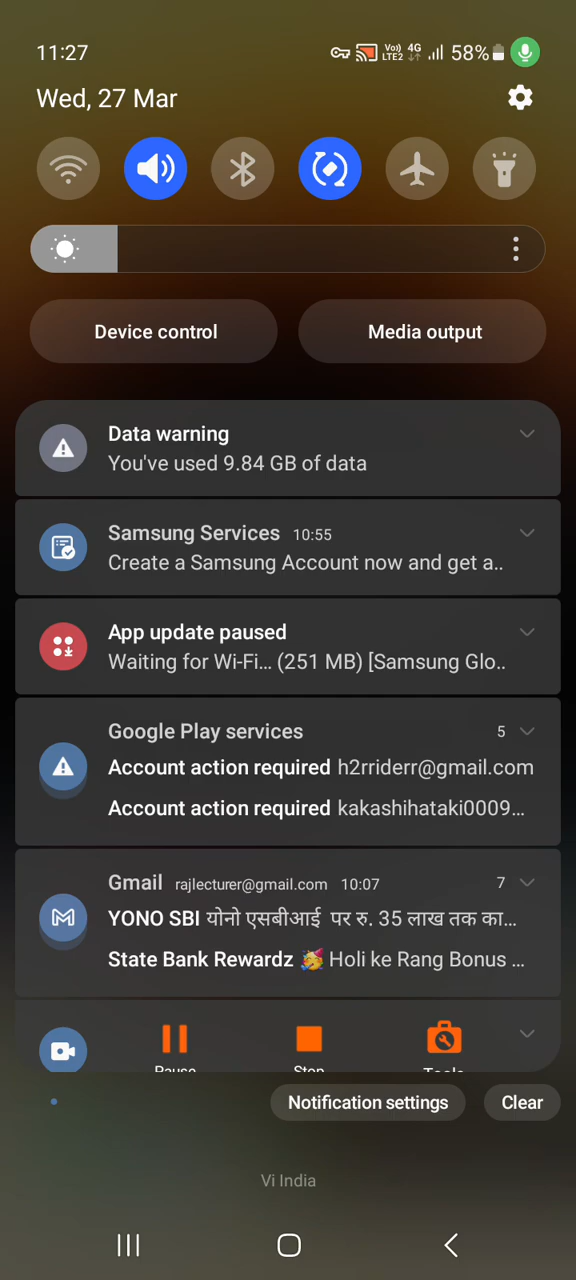 11:27
Vo)) LTE2 4G 58%
Wed, 27 Mar
Device control
Media output
Data warning
You've used 9.84 GB of data
Samsung Services 10:55
Create a Samsung Account now and get a..
App update paused
Waiting for Wi-Fi... (251 MB) [Samsung Glo..
Google Play services 5
Account action required h2rriderr@gmail.com
Account action required kakashihataki0009...
Gmail rajlecturer@gmail.com 10:07 7
YONO SBI योनो एसबीआई पर रु. 35 लाख तक का...
State Bank Rewardz 🥳 Holi ke Rang Bonus ...
Pause Stop Tools
Notification settings
Clear
Vi India